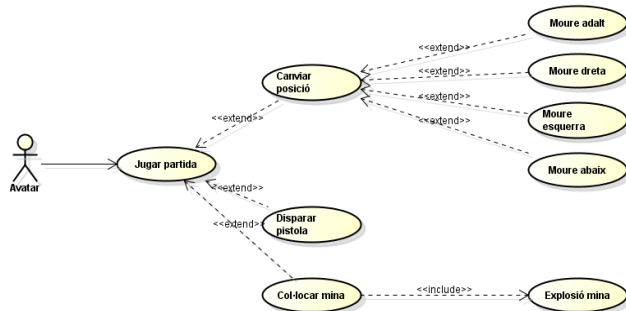 Moure adalt
<<extend>>
Moure dreta
<<extend>>
Canviar
posició
<<extend>>
Moure
esquerra
<<extend>>
<<extend>>
Jugar partida
Moure abaix
Avatar
<<extend>>
Disparar
pistola
<<extend>>
Col·locar mina
<<include>>
Explosió mina